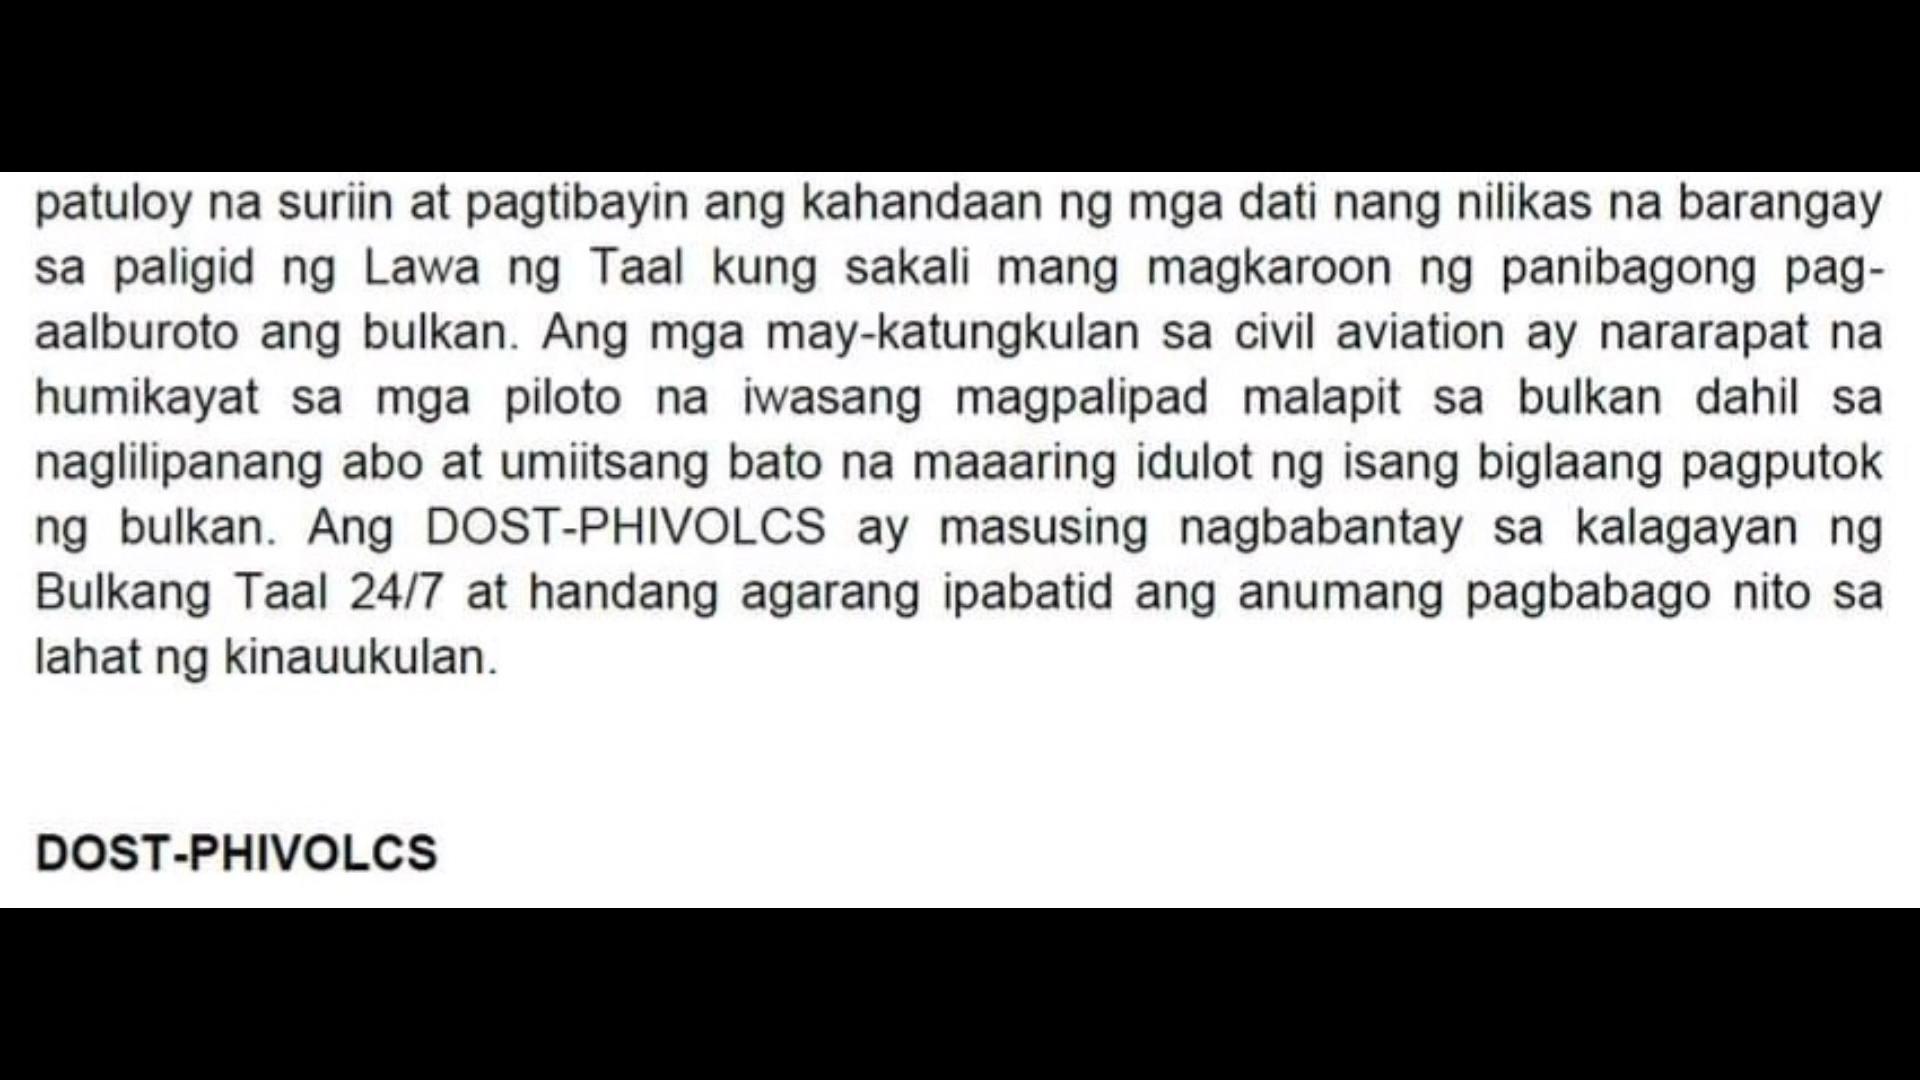 patuloy na suriin at pagtibayin ang kahandaan ng mga dati nang nilikas na barangay
sa paligid ng Lawa ng Taal kung sakali mang magkaroon ng panibagong pag-
aalburoto ang bulkan. Ang mga may-katungkulan sa civil aviation ay nararapat na
humikayat sa mga piloto na iwasang magpalipad malapit sa bulkan dahil sa
naglilipanang abo at umiitsang bato na maaaring idulot ng isang biglaang pagputok
ng bulkan. Ang DOST-PHIVOLCS ay masusing nagbabantay sa kalagayan ng
Bulkang Taal 24/7 at handang agarang ipabatid ang anumang pagbabago nito sa
lahat ng kinauukulan.
DOST-PHIVOLCS